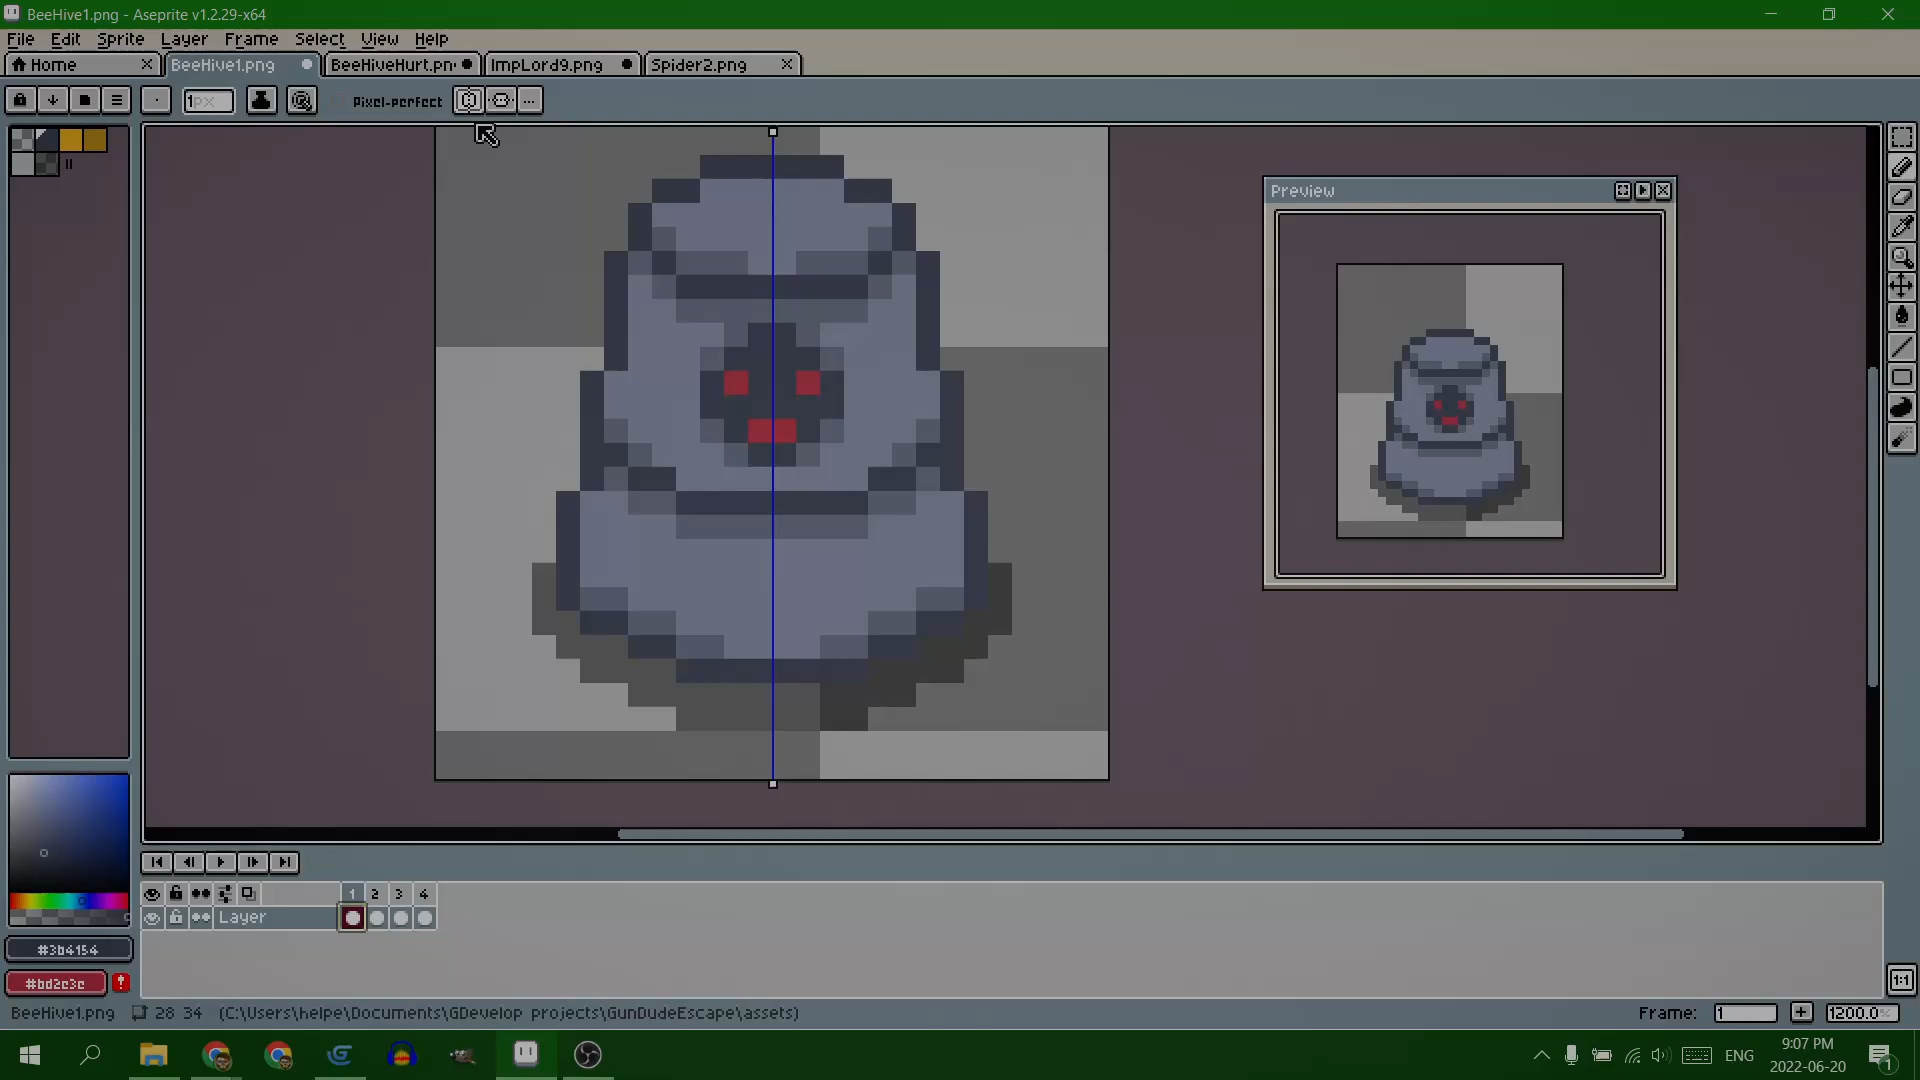 BeeHive1.png - Aseprite v1.2.29-x64
File Edit Sprite Layer Frame Select View Help
Home BeeHive1.png BeeHiveHurt.pn ImpLord9.png Spider2.png
1px Pixel-perfect
Preview
1 2 3 4
Layer
#3b4154
#bd2c3c
1:1
BeeHive1.png 28 34 (C:\Users\helpe\Documents\GDevelop projects\GunDudeEscape\assets) Frame: 1 + 1200.0%
9:07 PM
ENG
2022-06-20
1